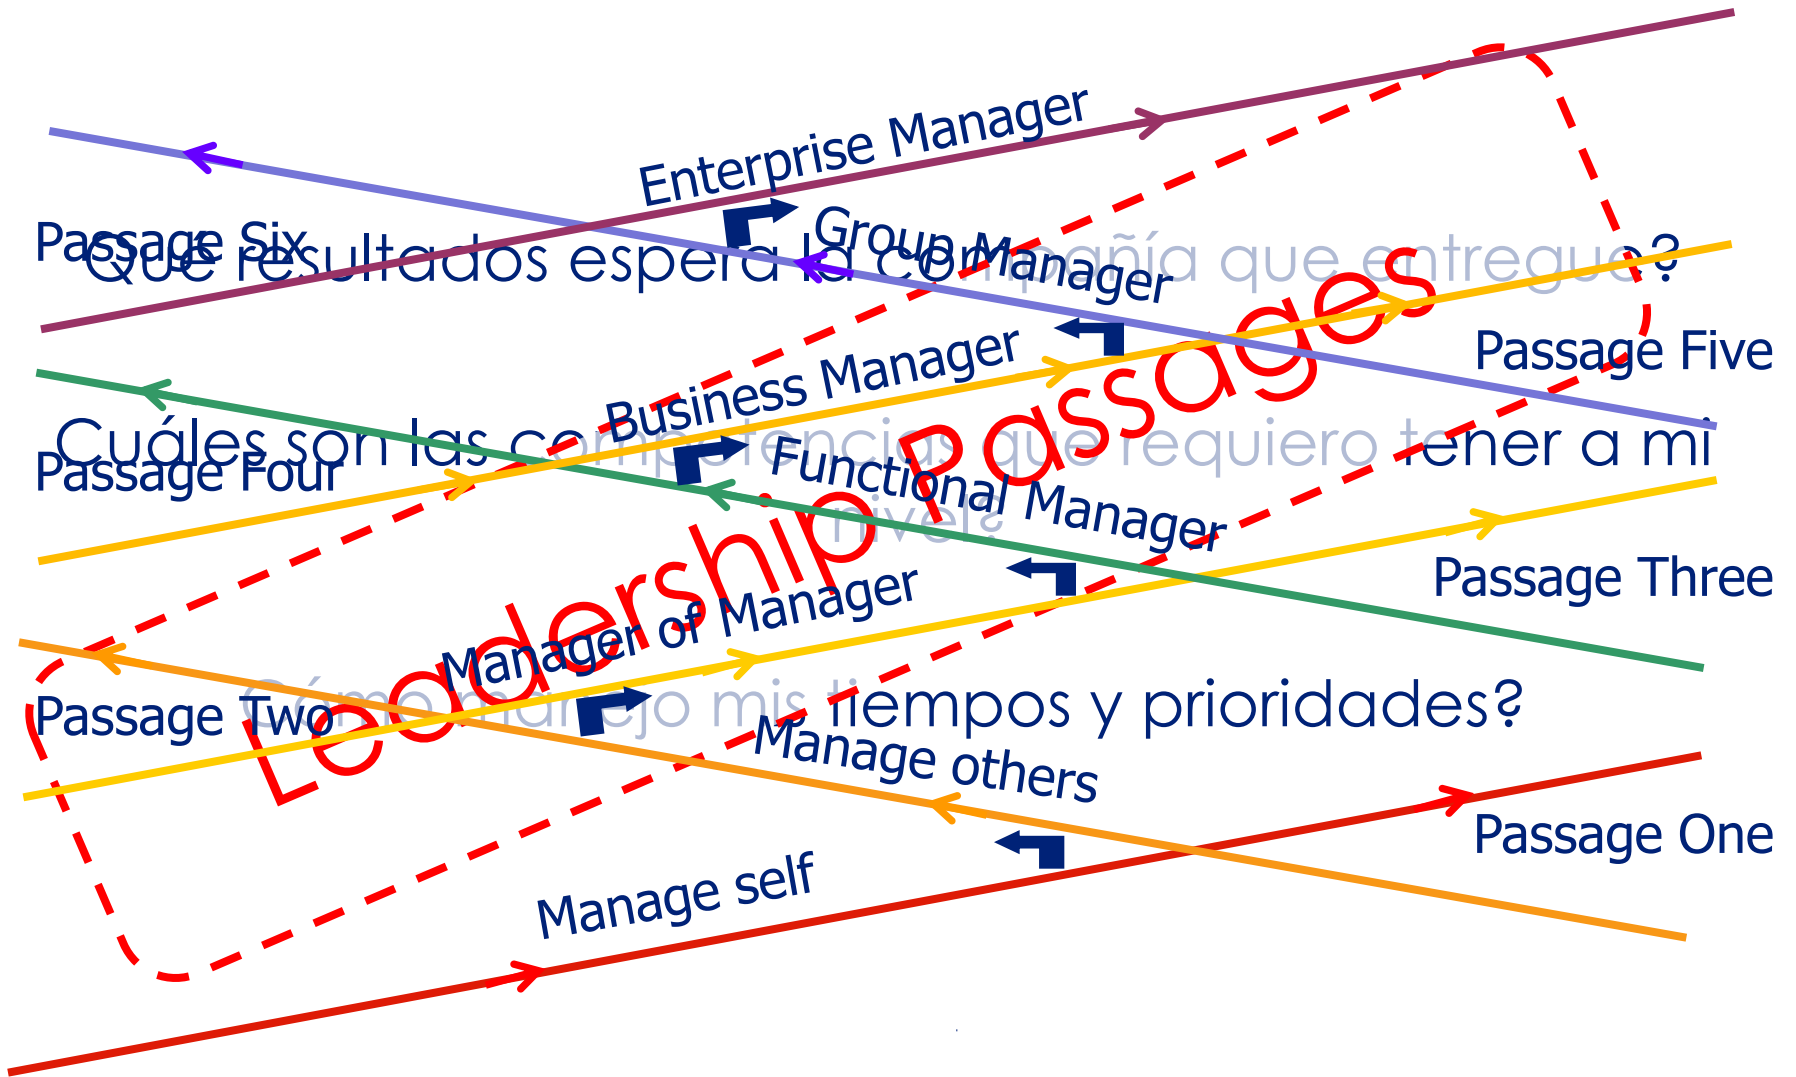 Enterprise Manager
Passage Six
Group Manager
Qué resultados espera la compañía que entregue?
Passage Five
Business Manager
Leadership Passages
Cuáles son las competencias que requiero tener a mi
nivel?
Passage Four
Functional Manager
Passage Three
Manager of Manager
Cómo manejo mis tiempos y prioridades?
Passage Two
Manage others
Passage One
Manage self